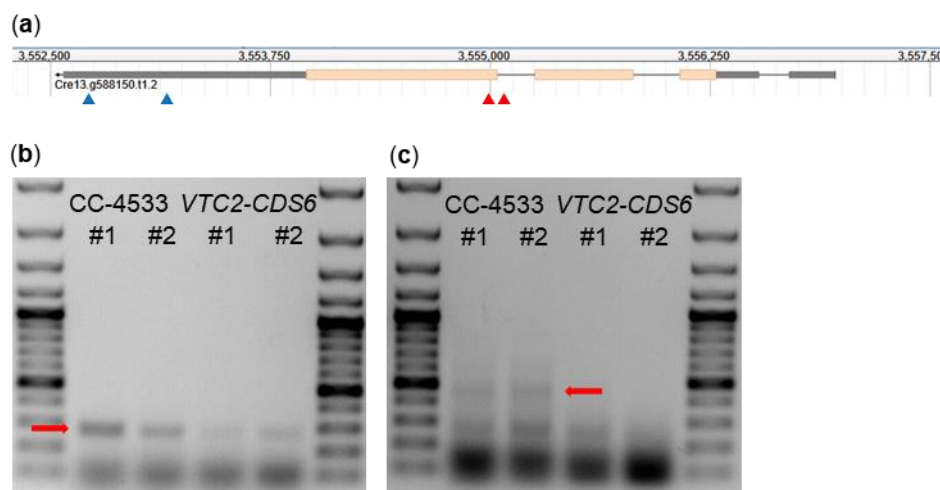 (a)
3,552,500 3,553,750 3,555,000 3,556,250 3,557,50
Cre13.g588150.t1.2
(b) (c)
CC-4533 VTC2-CDS6 CC-4533 VTC2-CDS6
#1 #2 #1 #2 #1 #2 #1 #2